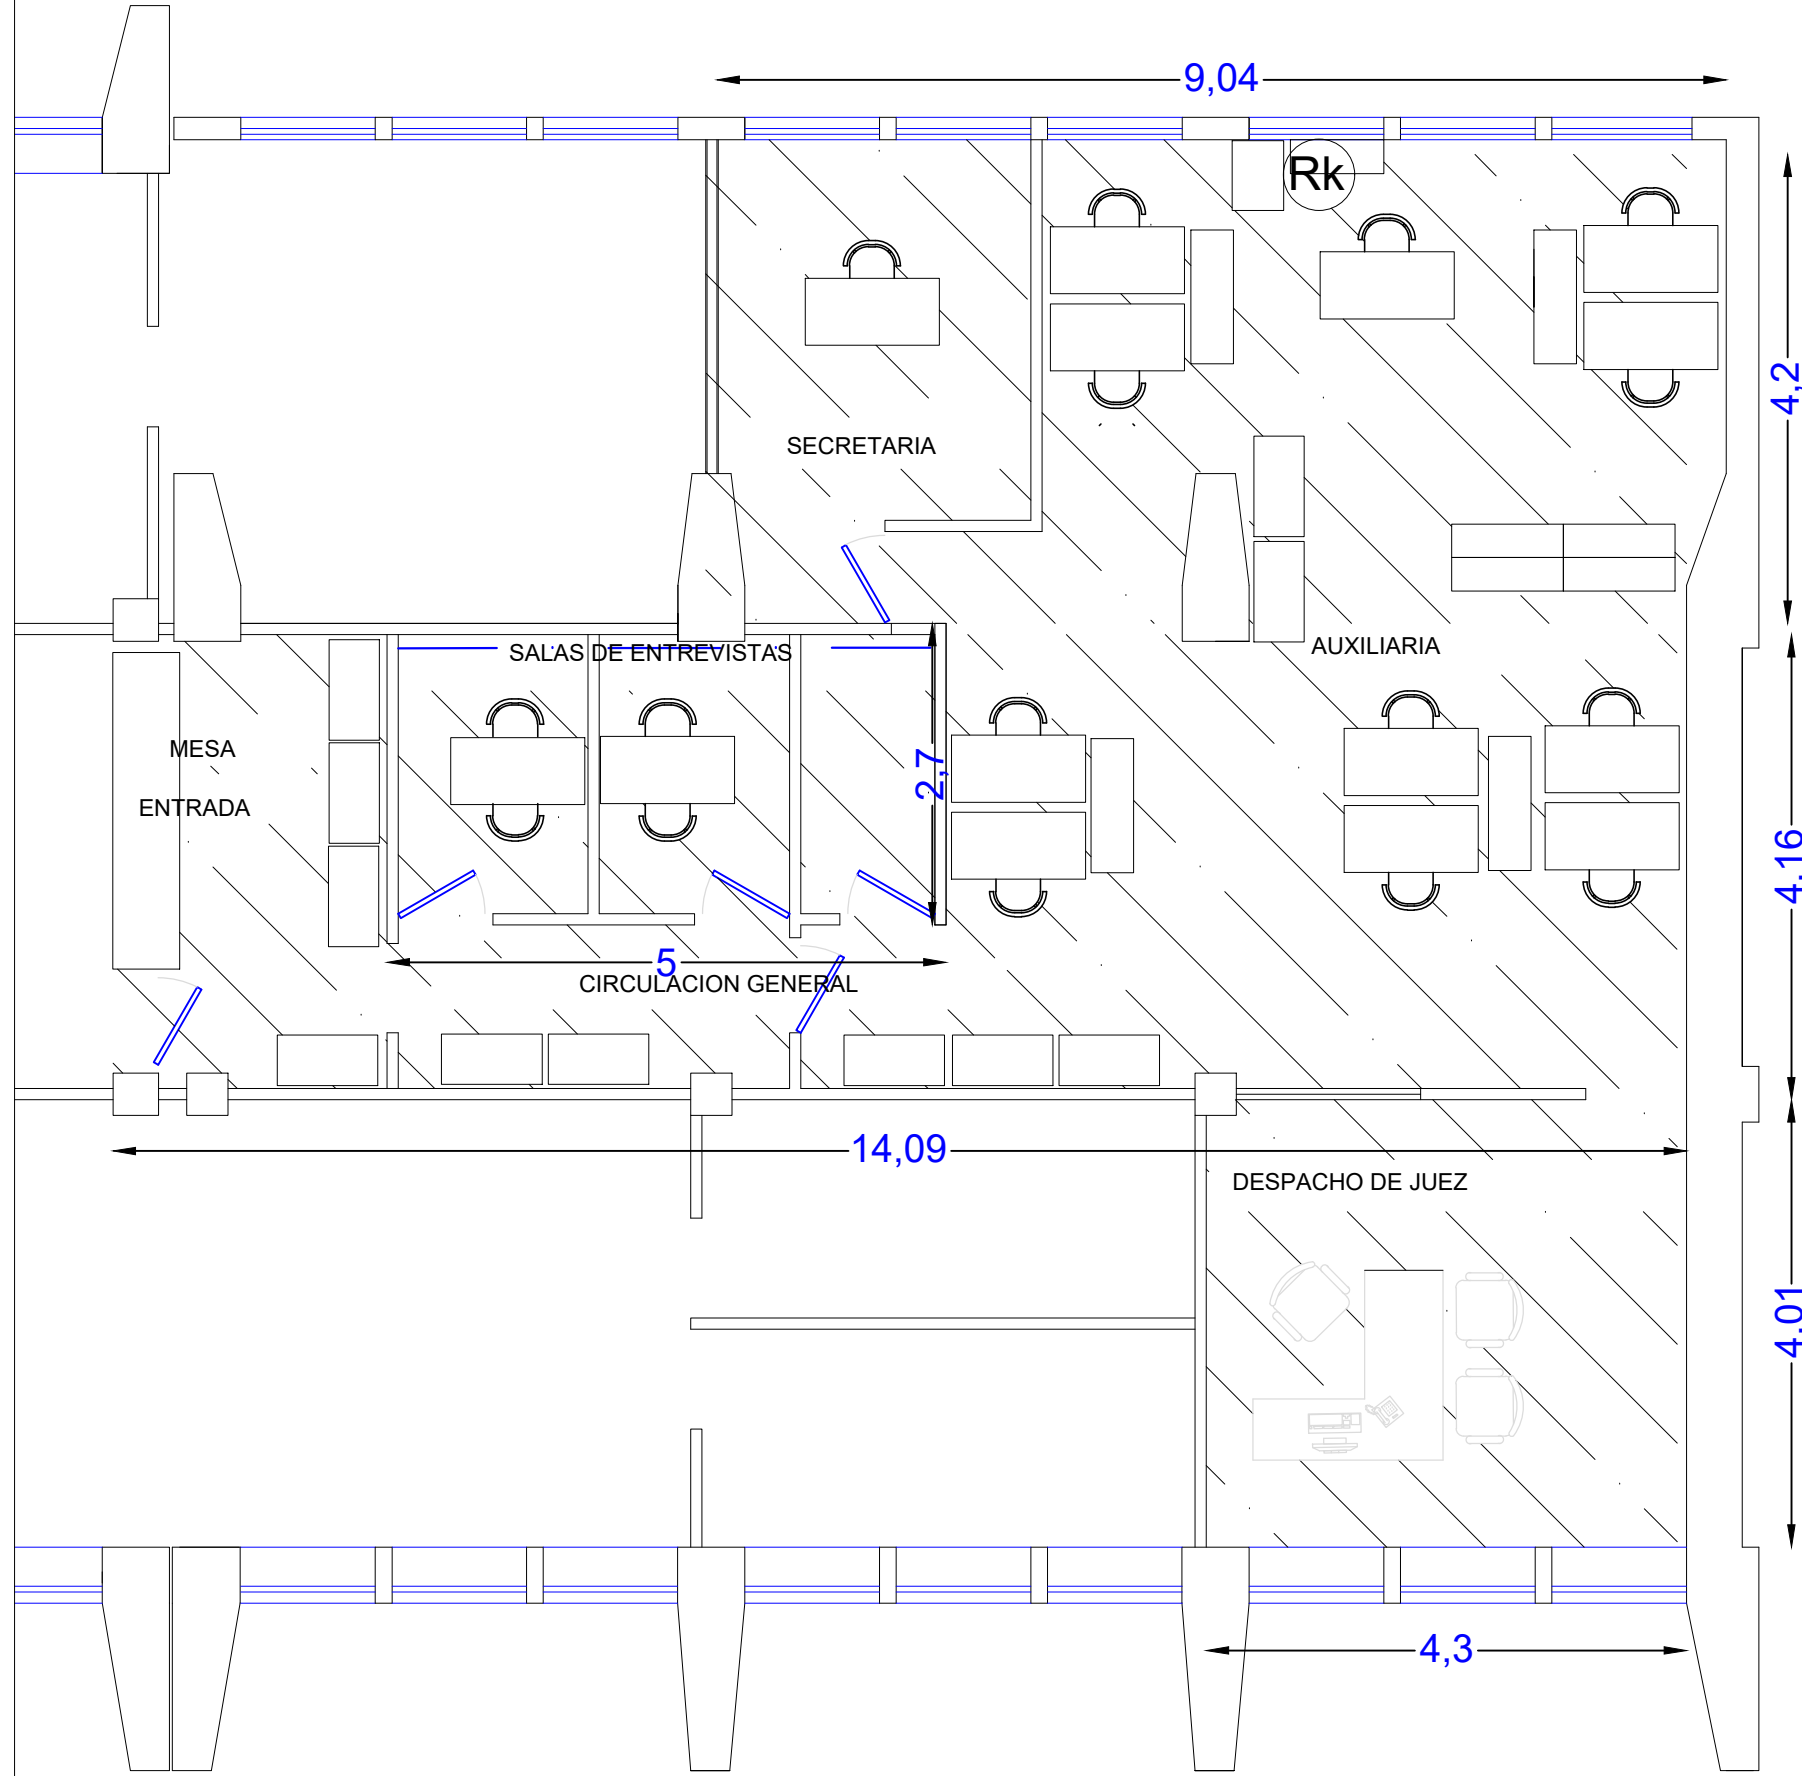 9,04
Rk
4,2
SECRETARIA
AUXILIARIA
SALAS DE ENTREVISTAS
MESA
ENTRADA
2,7
4,16
5
CIRCULACION GENERAL
14,09
DESPACHO DE JUEZ
4,01
4,3